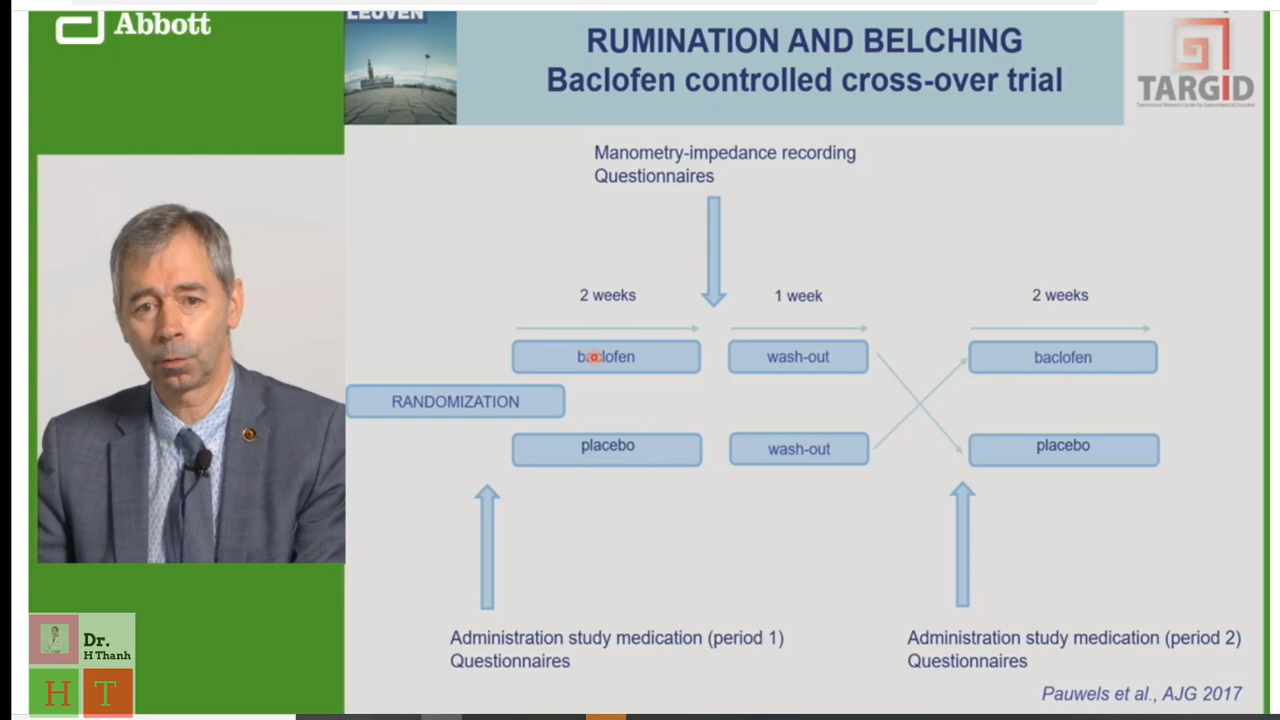 Abbott
LEUVEN
RUMINATION AND BELCHING
Baclofen controlled cross-over trial
TARGID
Manometry-impedance recording
Questionnaires
2 weeks
1 week
2 weeks
baclofen
wash-out
baclofen
RANDOMIZATION
placebo
wash-out
placebo
Administration study medication (period 1)
Questionnaires
Administration study medication (period 2)
Questionnaires
Pauwels et al., AJG 2017
Dr.
H Thanh
H T